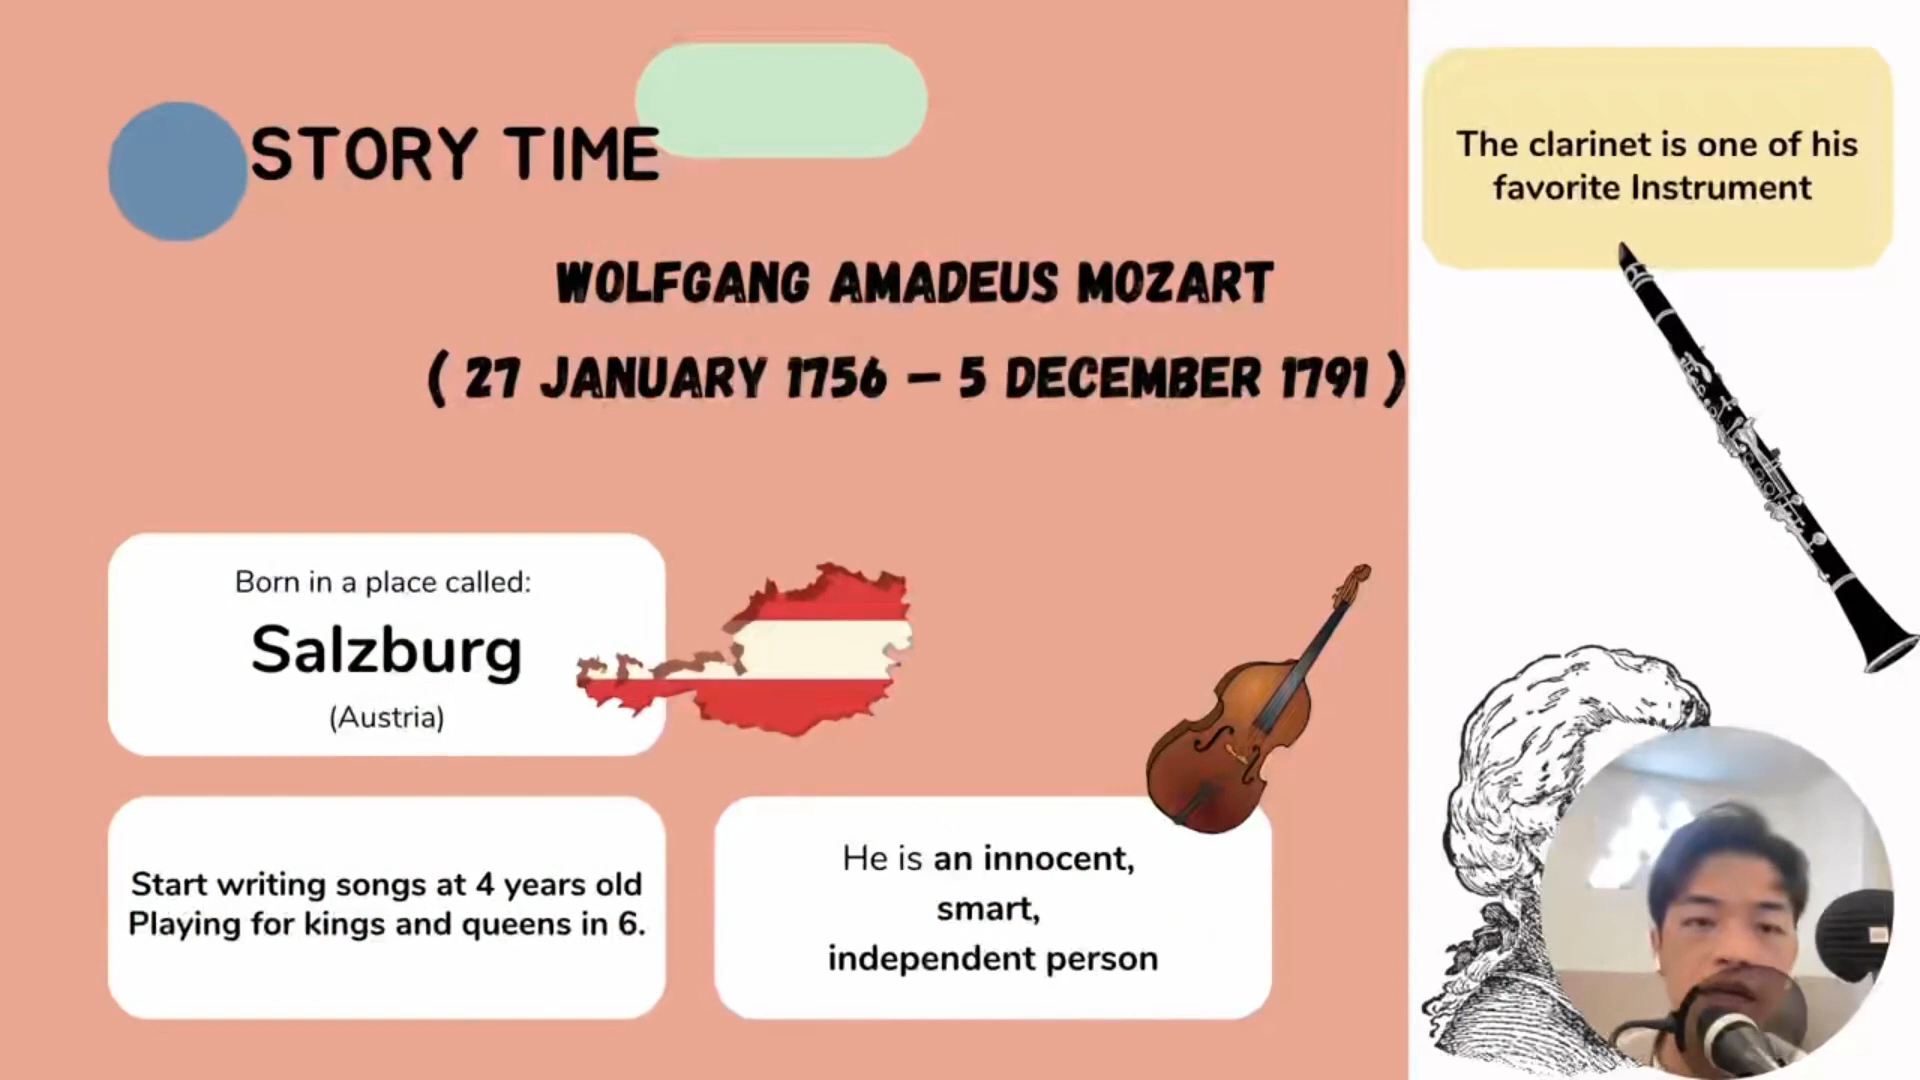 STORY TIME
WOLFGANG AMADEUS MOZART
( 27 JANUARY 1756 – 5 DECEMBER 1791 )
The clarinet is one of his
favorite Instrument
Born in a place called:
Salzburg
(Austria)
Start writing songs at 4 years old
Playing for kings and queens in 6.
He is an innocent,
smart,
independent person